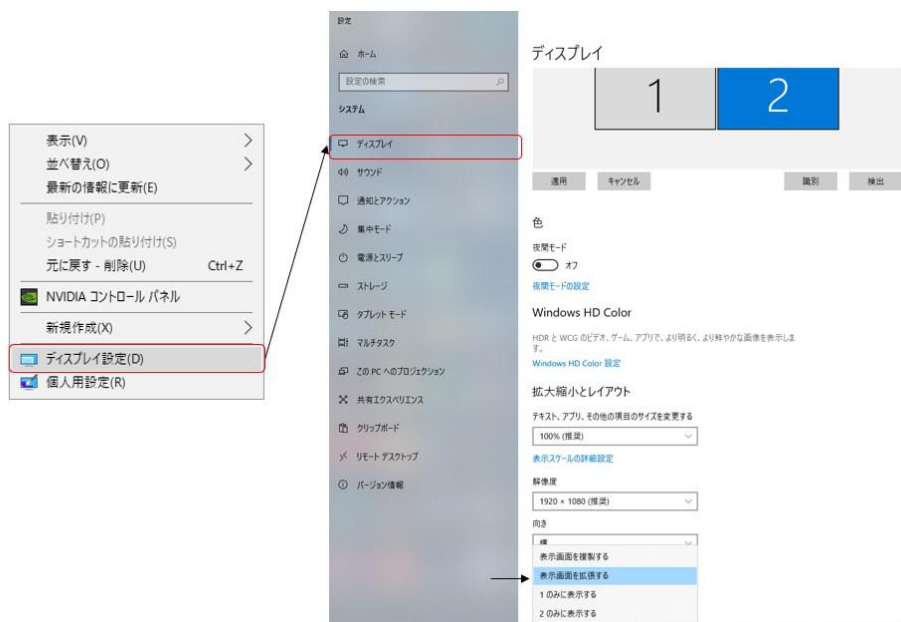 表示(V)
並べ替え(O)
最新の情報に更新(E)
貼り付け(P)
ショートカットの貼り付け(S)
元に戻す - 削除(U) Ctrl+Z
NVIDIA コントロール パネル
新規作成(X)
ディスプレイ設定(D)
個人用設定(R)
設定
ホーム
設定の検索
システム
ディスプレイ
サウンド
通知とアクション
集中モード
電源とスリープ
ストレージ
タブレット モード
マルチタスク
この PC へのプロジェクション
共有エクスペリエンス
クリップボード
リモート デスクトップ
バージョン情報
ディスプレイ
1 2
適用 キャンセル 識別 検出
色
夜間モード
オフ
夜間モードの設定
Windows HD Color
HDR と WCG のビデオ、ゲーム、アプリで、より明るく、より鮮やかな画像を表示しま
す。
Windows HD Color 設定
拡大縮小とレイアウト
テキスト、アプリ、その他の項目のサイズを変更する
100% (推奨)
表示スケールの詳細設定
解像度
1920 × 1080 (推奨)
向き
横
表示画面を複製する
表示画面を拡張する
1 のみに表示する
2 のみに表示する